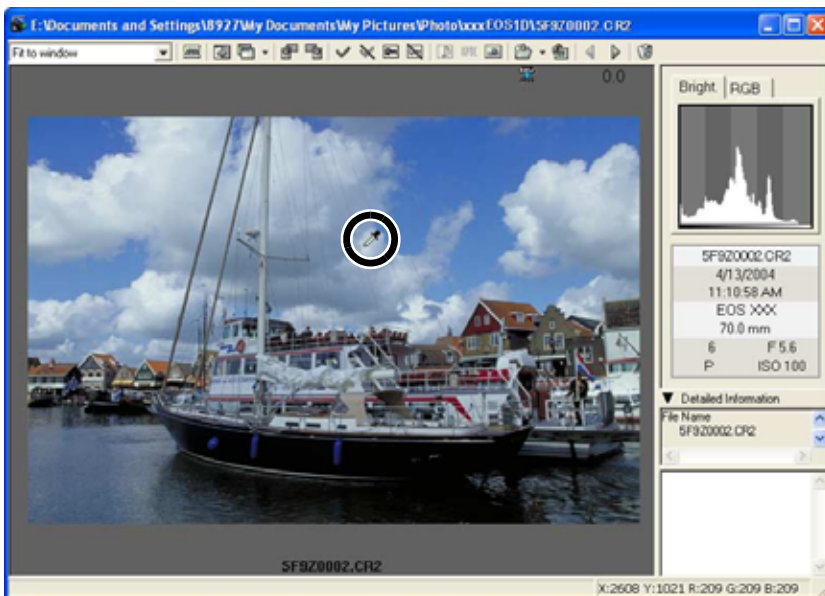 E:\Documents and Settings\8927\My Documents\My Pictures\Photo\xxxEOS1D\5F9Z0002.CR2
Fit to window
0.0
Bright. RGB
5F9Z0002.CR2
4/13/2004
11:10:58 AM
EOS XXX
70.0 mm
6 F 5.6
P ISO 100
Detailed Information
File Name
5F9Z0002.CR2
5F9Z0002.CR2
X:2608 Y:1021 R:209 G:209 B:209